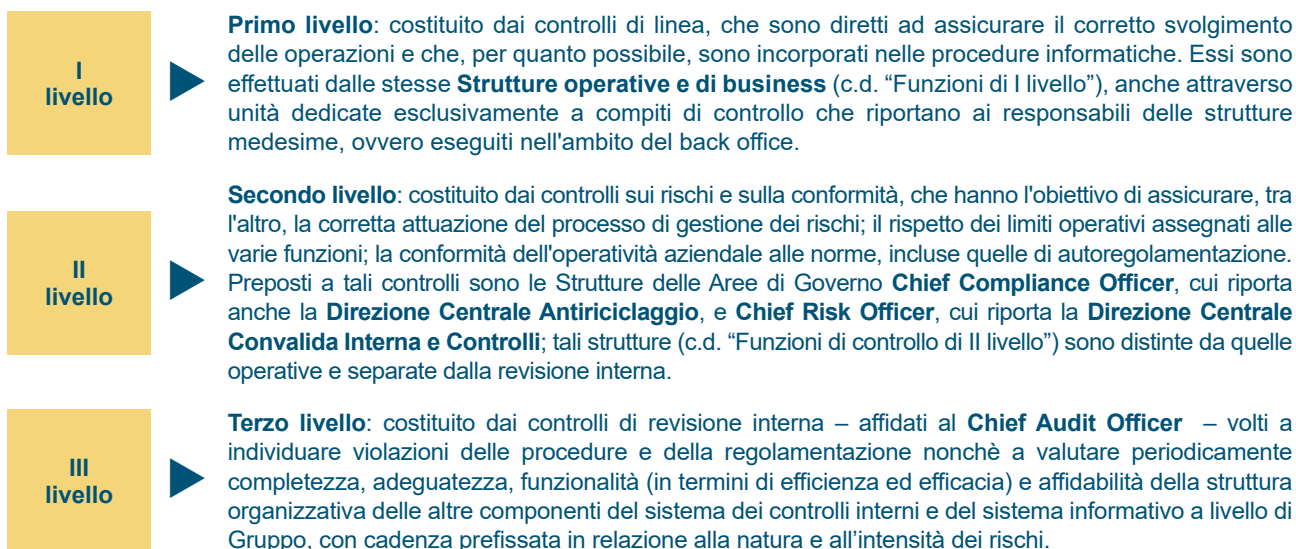 I
livello
Primo livello: costituito dai controlli di linea, che sono diretti ad assicurare il corretto svolgimento
delle operazioni e che, per quanto possibile, sono incorporati nelle procedure informatiche. Essi sono
effettuati dalle stesse Strutture operative e di business (c.d. “Funzioni di I livello”), anche attraverso
unità dedicate esclusivamente a compiti di controllo che riportano ai responsabili delle strutture
medesime, ovvero eseguiti nell'ambito del back office.
II
livello
Secondo livello: costituito dai controlli sui rischi e sulla conformità, che hanno l'obiettivo di assicurare, tra
l'altro, la corretta attuazione del processo di gestione dei rischi; il rispetto dei limiti operativi assegnati alle
varie funzioni; la conformità dell'operatività aziendale alle norme, incluse quelle di autoregolamentazione.
Preposti a tali controlli sono le Strutture delle Aree di Governo Chief Compliance Officer, cui riporta
anche la Direzione Centrale Antiriciclaggio, e Chief Risk Officer, cui riporta la Direzione Centrale
Convalida Interna e Controlli; tali strutture (c.d. “Funzioni di controllo di II livello”) sono distinte da quelle
operative e separate dalla revisione interna.
III
livello
Terzo livello: costituito dai controlli di revisione interna – affidati al Chief Audit Officer – volti a
individuare violazioni delle procedure e della regolamentazione nonchè a valutare periodicamente
completezza, adeguatezza, funzionalità (in termini di efficienza ed efficacia) e affidabilità della struttura
organizzativa delle altre componenti del sistema dei controlli interni e del sistema informativo a livello di
Gruppo, con cadenza prefissata in relazione alla natura e all’intensità dei rischi.